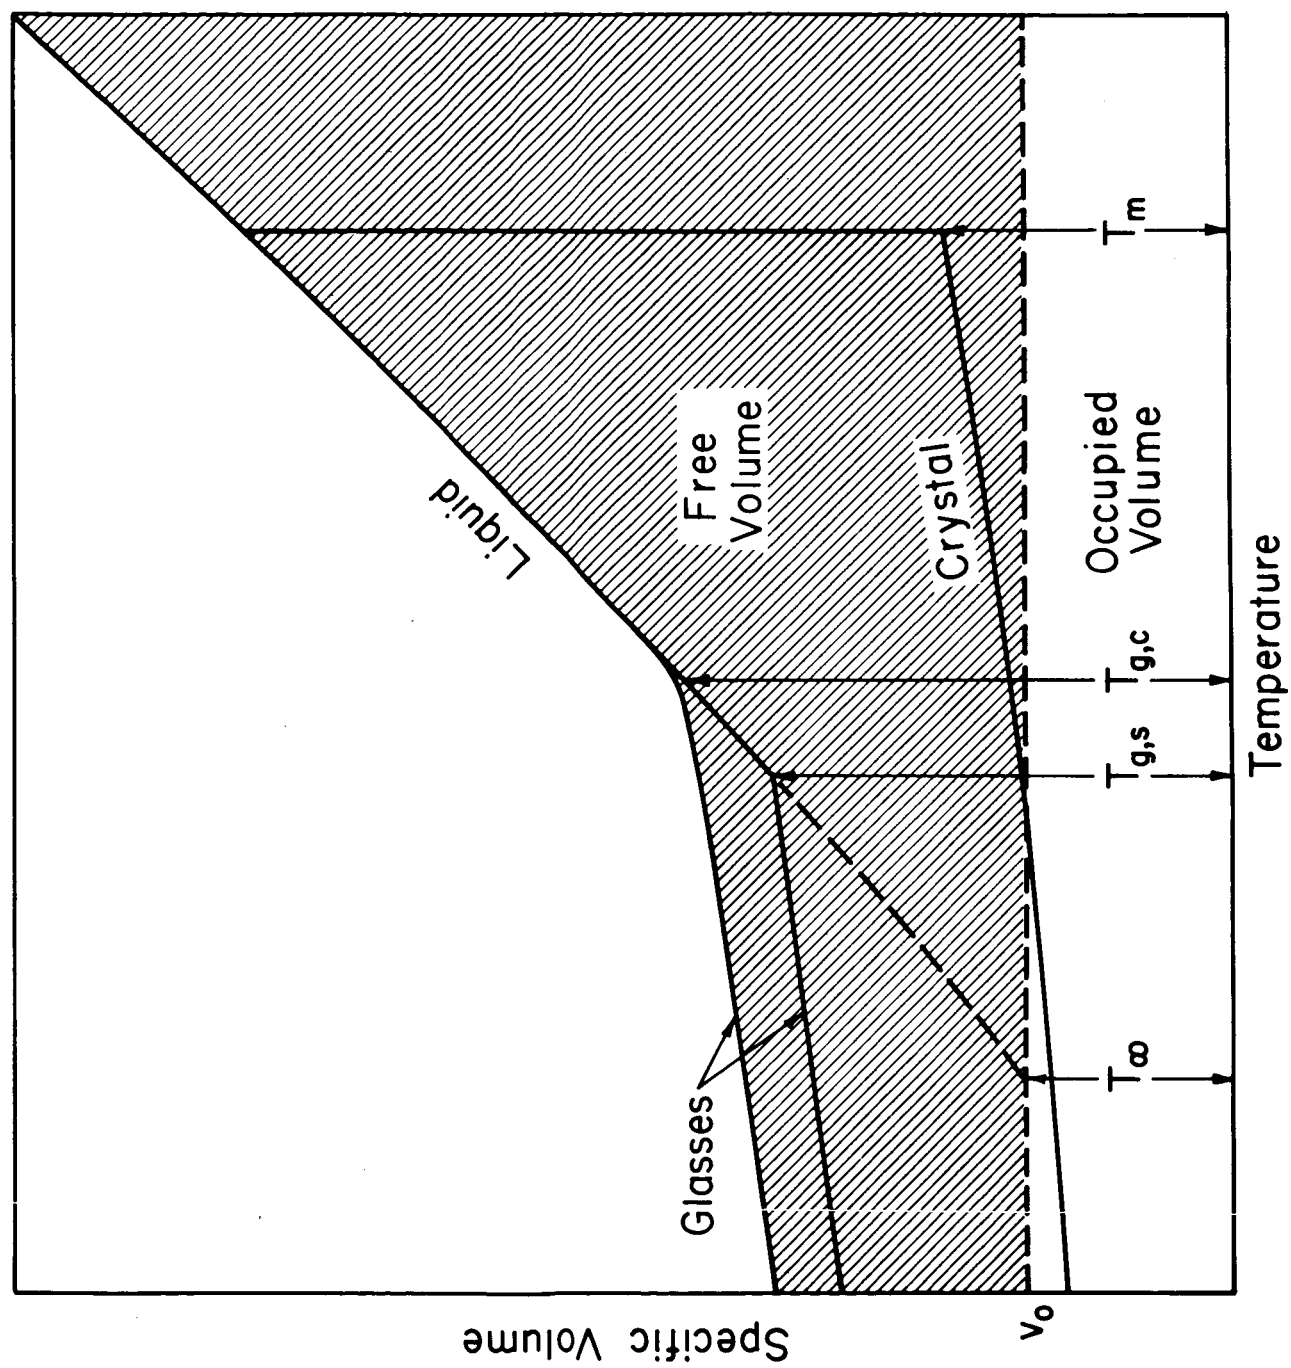 Specific Volume
v₀
Glasses
Liquid
Free
Volume
Crystal
Occupied
Volume
T∞
Tg,s
Tg,c
Tm
Temperature